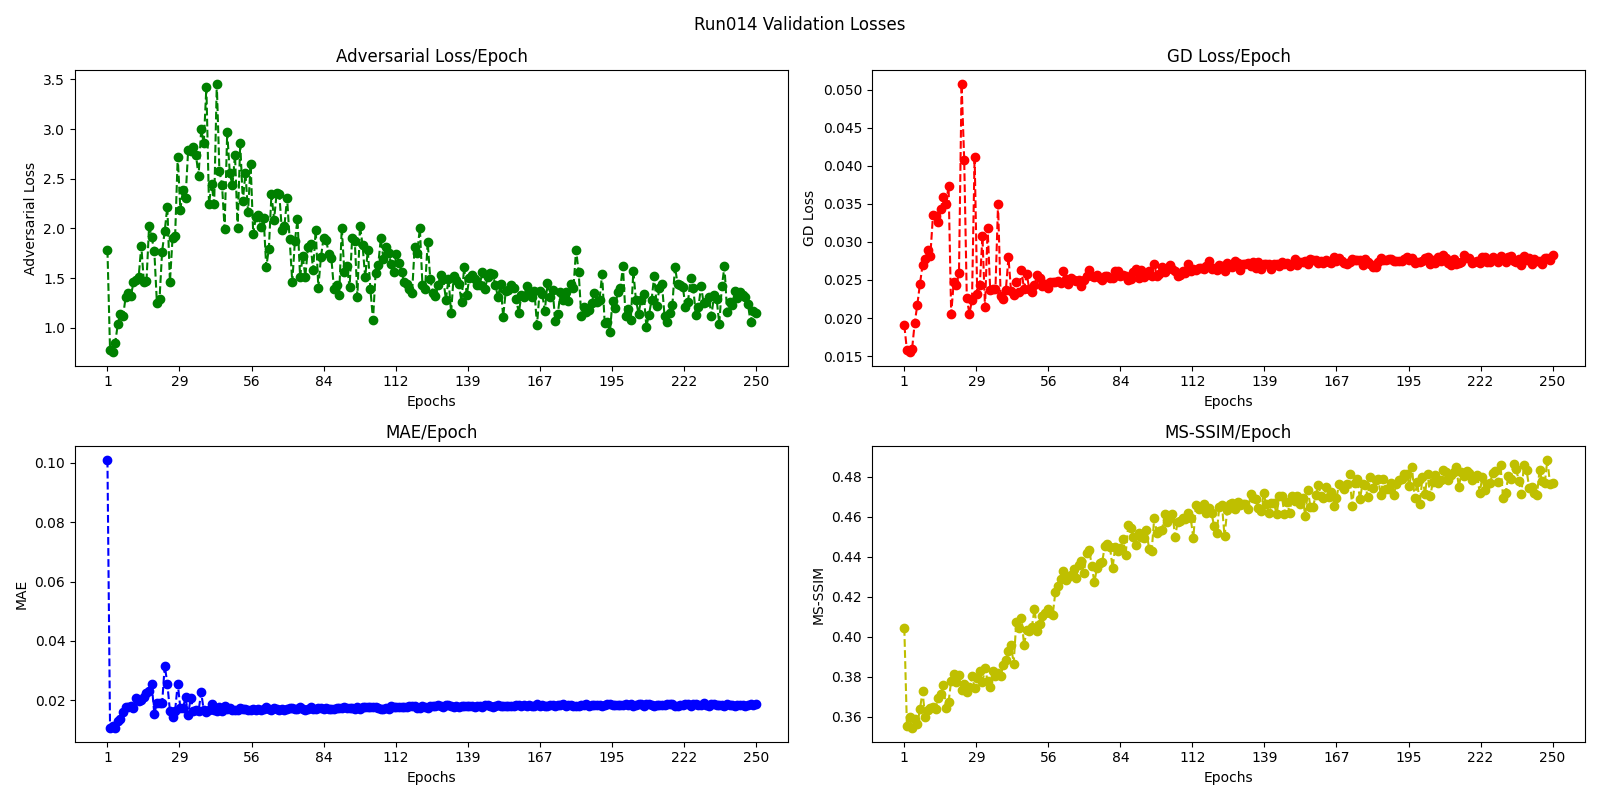 Run014 Validation Losses
Adversarial Loss/Epoch
Adversarial Loss
3.5
3.0
2.5
2.0
1.5
1.0
1 29 56 84 112 139 167 195 222 250
Epochs
GD Loss/Epoch
GD Loss
0.050
0.045
0.040
0.035
0.030
0.025
0.020
0.015
1 29 56 84 112 139 167 195 222 250
Epochs
MAE/Epoch
MAE
0.10
0.08
0.06
0.04
0.02
1 29 56 84 112 139 167 195 222 250
Epochs
MS-SSIM/Epoch
MS-SSIM
0.48
0.46
0.44
0.42
0.40
0.38
0.36
1 29 56 84 112 139 167 195 222 250
Epochs